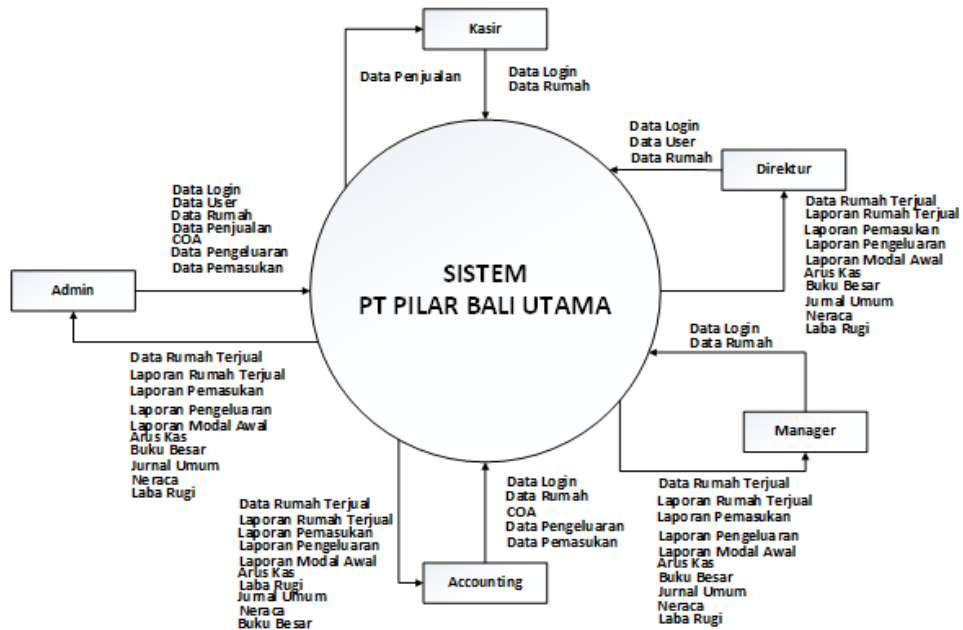 Kasir
Data Penjualan
Data Login
Data Rumah
Data Login
Data User
Data Rumah
Direktur
Data Rumah Terjual
Laporan Rumah Terjual
Laporan Pemasukan
Laporan Pengeluaran
Laporan Modal Awal
Arus Kas
Buku Besar
Jurnal Umum
Neraca
Laba Rugi
Data Login
Data User
Data Rumah
Data Penjualan
COA
Data Pengeluaran
Data Pemasukan
Admin
SISTEM
PT PILAR BALI UTAMA
Data Login
Data Rumah
Manager
Data Rumah Terjual
Laporan Rumah Terjual
Laporan Pemasukan
Laporan Pengeluaran
Laporan Modal Awal
Arus Kas
Buku Besar
Jurnal Umum
Neraca
Laba Rugi
Data Rumah Terjual
Laporan Rumah Terjual
Laporan Pemasukan
Laporan Pengeluaran
Laporan Modal Awal
Arus Kas
Buku Besar
Jurnal Umum
Neraca
Laba Rugi
Data Login
Data Rumah
COA
Data Pengeluaran
Data Pemasukan
Data Rumah Terjual
Laporan Rumah Terjual
Laporan Pemasukan
Laporan Pengeluaran
Laporan Modal Awal
Arus Kas
Laba Rugi
Jurnal Umum
Neraca
Buku Besar
Accounting